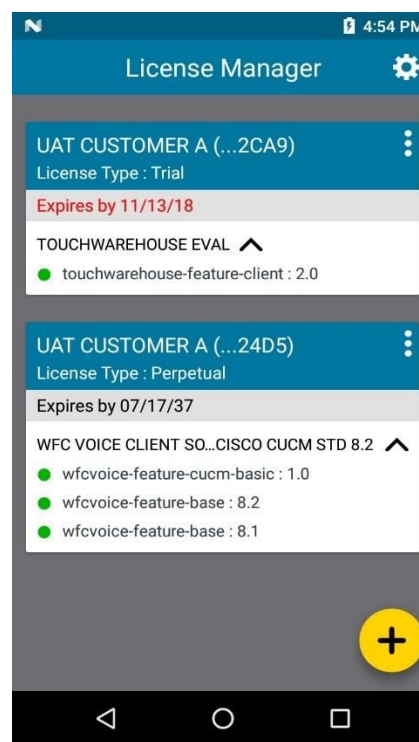 4:54 PM
License Manager
UAT CUSTOMER A (...2CA9)
License Type : Trial
Expires by 11/13/18
TOUCHWAREHOUSE EVAL
touchwarehouse-feature-client : 2.0
UAT CUSTOMER A (...24D5)
License Type : Perpetual
Expires by 07/17/37
WFC VOICE CLIENT SO...CISCO CUCM STD 8.2
wfcvoice-feature-cucm-basic : 1.0
wfcvoice-feature-base : 8.2
wfcvoice-feature-base : 8.1